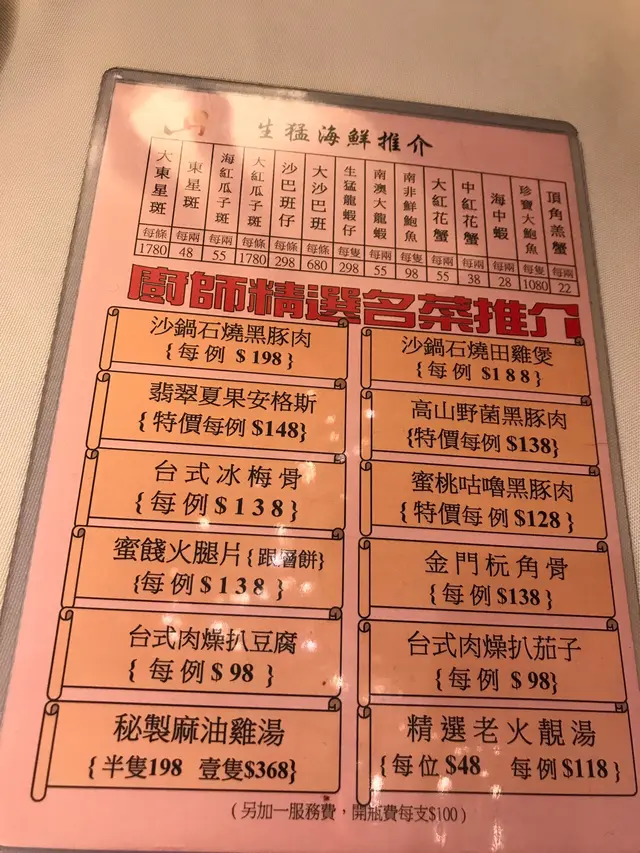 生猛海鮮推介
大東星斑 每條 1780
東星斑 每兩 48
海紅瓜子斑 每兩 55
大紅瓜子斑 每條 1780
沙巴班仔 每條 298
大沙巴班 每條 680
生猛龍蝦仔 每隻 298
南澳大龍蝦 每兩 55
南非鮮鮑魚 每隻 98
大紅花蟹 每兩 55
中紅花蟹 每兩 38
海中蝦 每兩 28
珍寶大鮑魚 每隻 1080
頂角羔蟹 每兩 22
廚師精選名菜推介
沙鍋石燒黑豚肉
{每例 $198}
沙鍋石燒田雞煲
{每例 $188}
翡翠夏果安格斯
{特價每例 $148}
高山野菌黑豚肉
{特價每例 $138}
台式冰梅骨
{每例 $138}
蜜桃咕嚕黑豚肉
{特價每例 $128}
蜜餞火腿片{跟層餅}
{每例 $138}
金門杬角骨
{每例 $138}
台式肉燥扒豆腐
{每例 $98}
台式肉燥扒茄子
{每例 $98}
秘製麻油雞湯
{半隻198 壹隻$368}
精選老火靚湯
{每位$48 每例$118}
(另加一服務費，開瓶費每支$100)